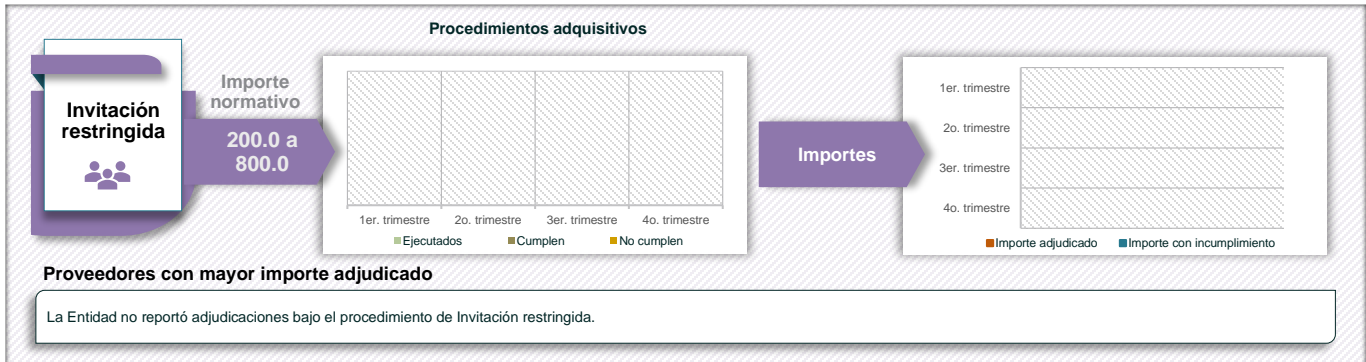 Procedimientos adquisitivos
Invitación
restringida
Importe
normativo
200.0 a
800.0
1er. trimestre 2o. trimestre 3er. trimestre 4o. trimestre
Ejecutados Cumplen No cumplen
Importes
1er. trimestre
2o. trimestre
3er. trimestre
4o. trimestre
Importe adjudicado Importe con incumplimiento
Proveedores con mayor importe adjudicado
La Entidad no reportó adjudicaciones bajo el procedimiento de Invitación restringida.